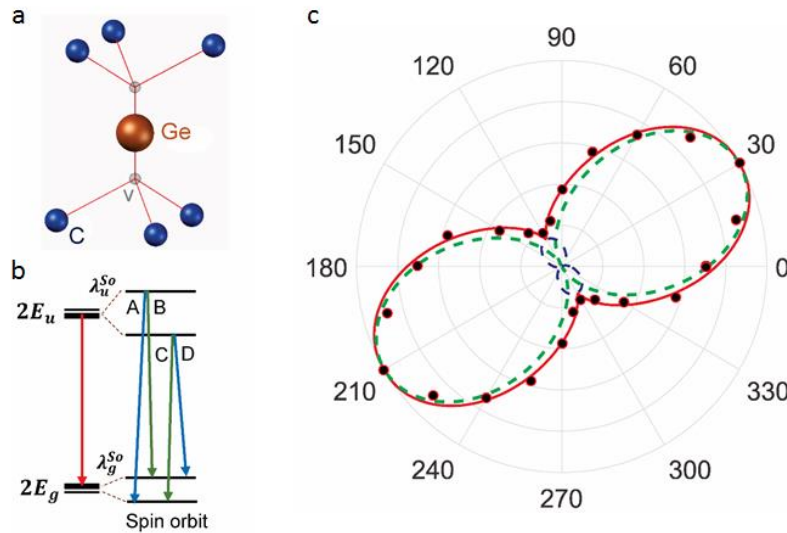 a
Ge
V
C
b
λ_u^{So}
2E_u
A B
C D
λ_g^{So}
2E_g
Spin orbit
c
90
120
60
150
30
180
0
210
330
240
300
270